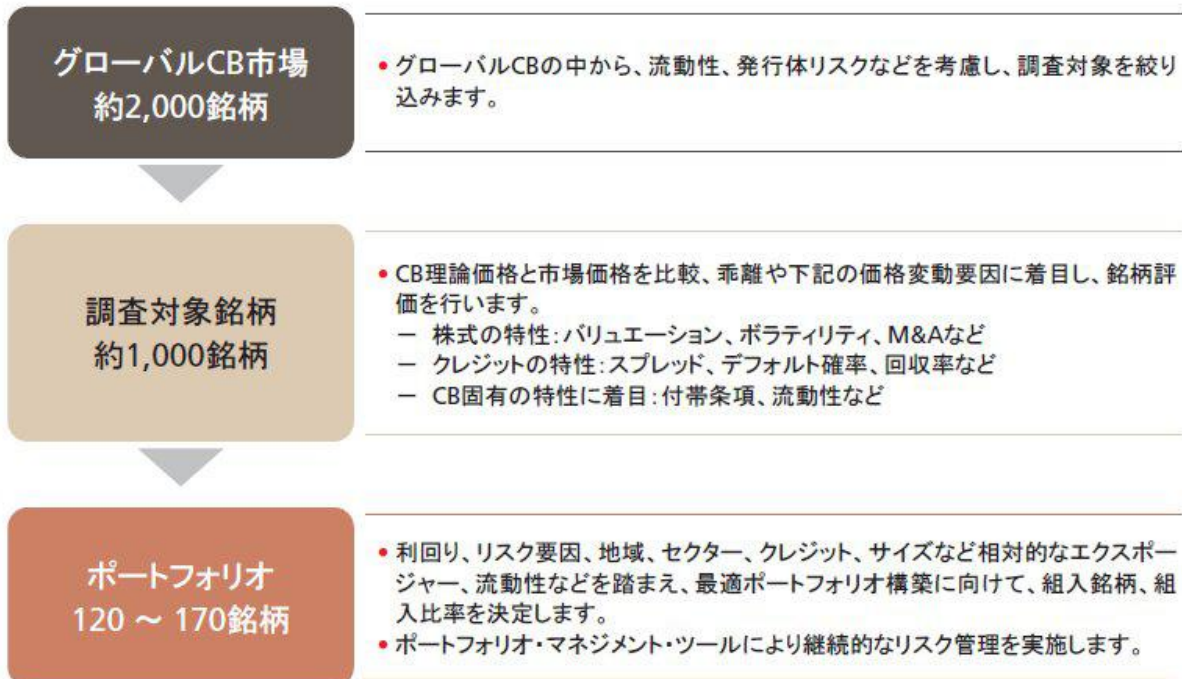 グローバルCB市場
約2,000銘柄
• グローバルCBの中から、流動性、発行体リスクなどを考慮し、調査対象を絞り
込みます。
調査対象銘柄
約1,000銘柄
• CB理論価格と市場価格を比較、乖離や下記の価格変動要因に着目し、銘柄評
価を行います。
－ 株式の特性：バリュエーション、ボラティリティ、M&Aなど
－ クレジットの特性：スプレッド、デフォルト確率、回収率など
－ CB固有の特性に着目：付帯条項、流動性など
ポートフォリオ
120 ～ 170銘柄
• 利回り、リスク要因、地域、セクター、クレジット、サイズなど相対的なエクスポー
ジャー、流動性などを踏まえ、最適ポートフォリオ構築に向けて、組入銘柄、組
入比率を決定します。
• ポートフォリオ・マネジメント・ツールにより継続的なリスク管理を実施します。